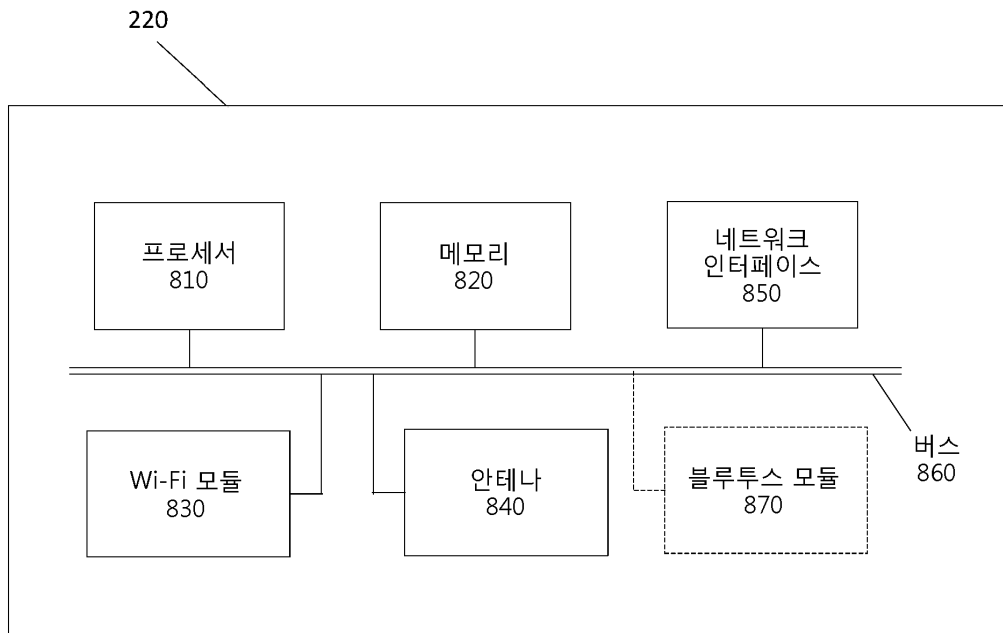 220
프로세서
810
메모리
820
네트워크
인터페이스
850
버스
860
Wi-Fi 모듈
830
안테나
840
블루투스 모듈
870